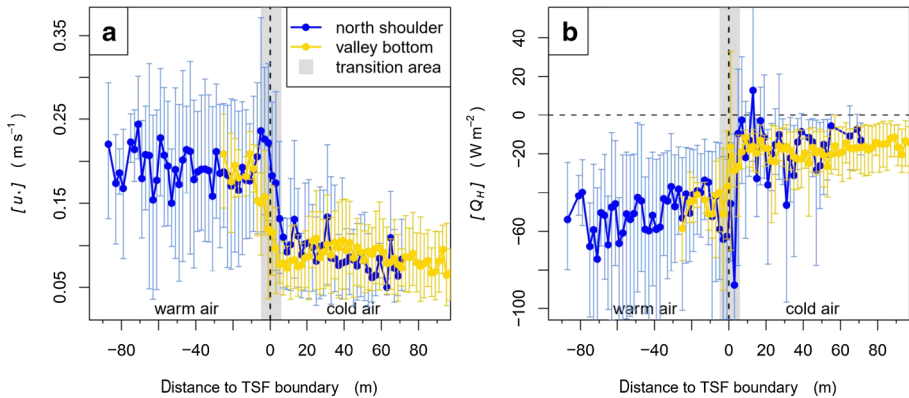 a
north shoulder
valley bottom
transition area
0.35
0.25
0.15
0.05
[u*] (m s⁻¹)
warm air
cold air
−80 −40 0 20 40 60 80
Distance to TSF boundary (m)
b
40
20
0
−20
−60
−100
[Q_H] (W m⁻²)
warm air
cold air
−80 −40 0 20 40 60 80
Distance to TSF boundary (m)